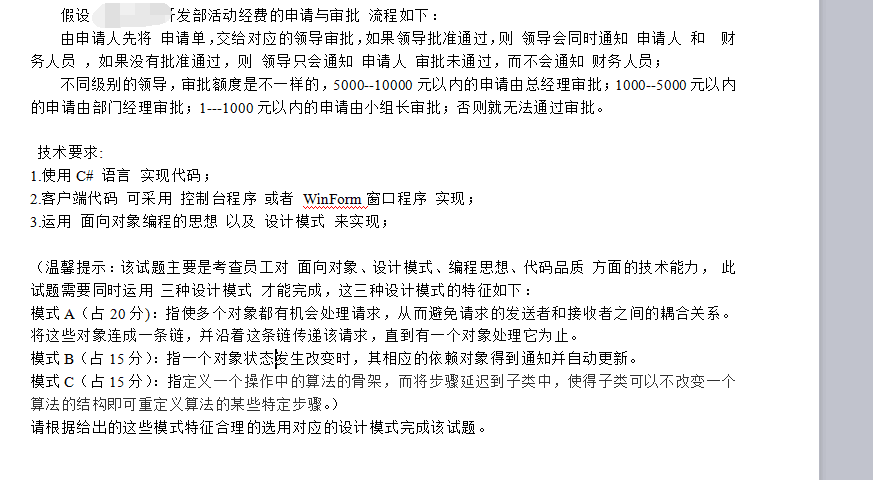 假设 开发部活动经费的申请与审批 流程如下：
由申请人先将 申请单，交给对应的领导审批，如果领导批准通过，则 领导会同时通知 申请人 和 财
务人员 ，如果没有批准通过，则 领导只会通知 申请人 审批未通过，而不会通知 财务人员；
不同级别的领导，审批额度是不一样的，5000--10000 元以内的申请由总经理审批；1000--5000 元以内
的申请由部门经理审批；1---1000 元以内的申请由小组长审批；否则就无法通过审批。
技术要求:
1.使用 C# 语言 实现代码；
2.客户端代码 可采用 控制台程序 或者 WinForm 窗口程序 实现；
3.运用 面向对象编程的思想 以及 设计模式 来实现；
（温馨提示：该试题主要是考查员工对 面向对象、设计模式、编程思想、代码品质 方面的技术能力， 此
试题需要同时运用 三种设计模式 才能完成，这三种设计模式的特征如下：
模式 A（占 20 分)：指使多个对象都有机会处理请求，从而避免请求的发送者和接收者之间的耦合关系。
将这些对象连成一条链，并沿着这条链传递该请求，直到有一个对象处理它为止。
模式 B（占 15 分）：指一个对象状态发生改变时，其相应的依赖对象得到通知并自动更新。
模式 C（占 15 分）：指定义一个操作中的算法的骨架，而将步骤延迟到子类中，使得子类可以不改变一个
算法的结构即可重定义算法的某些特定步骤。）
请根据给出的这些模式特征合理的选用对应的设计模式完成该试题。